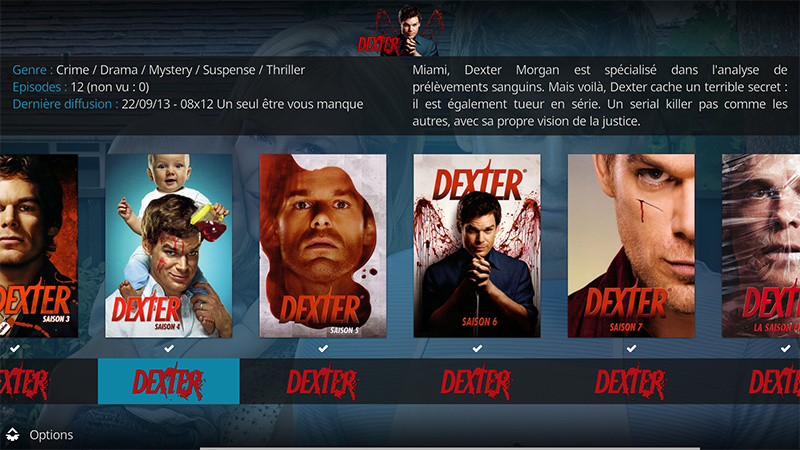 DEXTER
Genre : Crime / Drama / Mystery / Suspense / Thriller
Episodes : 12 (non vu : 0)
Dernière diffusion : 22/09/13 - 08x12 Un seul être vous manque
Miami, Dexter Morgan est spécialisé dans l'analyse de
prélèvements sanguins. Mais voilà, Dexter cache un terrible secret :
il est également tueur en série. Un serial killer pas comme les
autres, avec sa propre vision de la justice.
DEXTER
SAISON 3
DEXTER
SAISON 4
DEXTER
SAISON 5
DEXTER
SAISON 6
DEXTER
SAISON 7
LA SAISON
DEXTER
DEXTER
DEXTER
DEXTER
Options